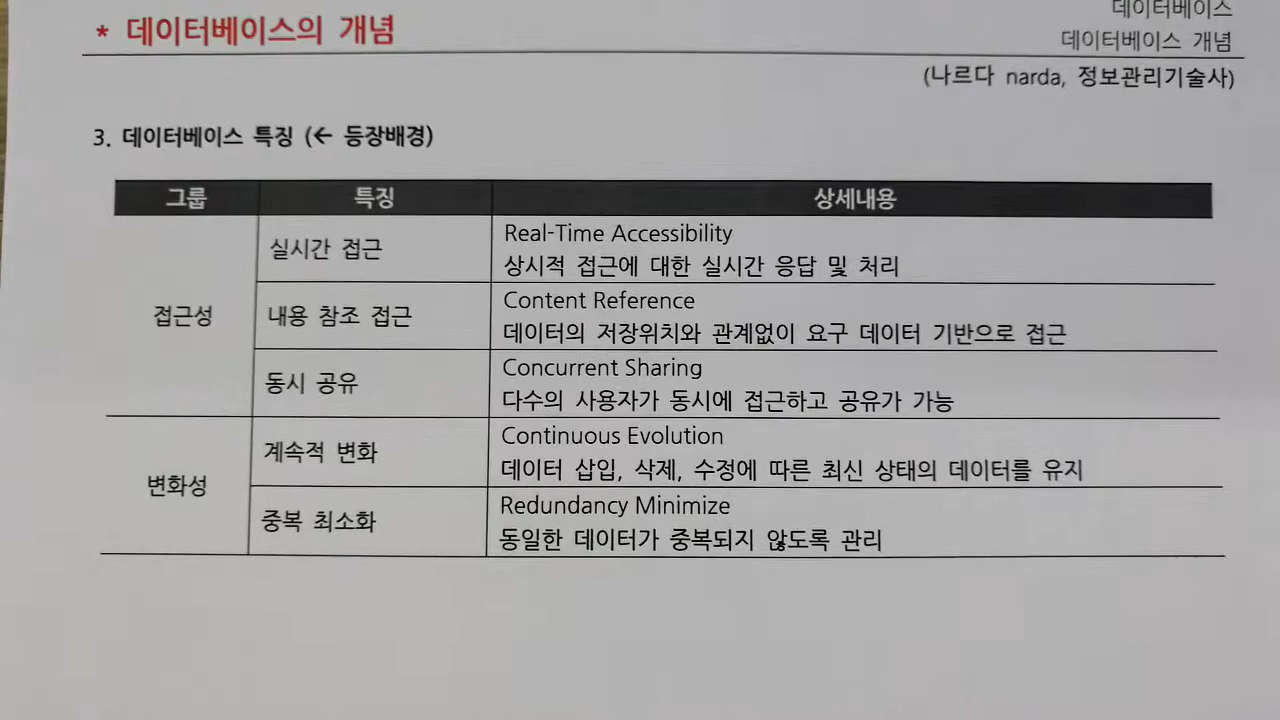 데이터베이스
* 데이터베이스의 개념
데이터베이스 개념
(나르다 narda, 정보관리기술사)
3. 데이터베이스 특징 (← 등장배경)
그룹 특징 상세내용
접근성
실시간 접근
Real-Time Accessibility
상시적 접근에 대한 실시간 응답 및 처리
내용 참조 접근
Content Reference
데이터의 저장위치와 관계없이 요구 데이터 기반으로 접근
동시 공유
Concurrent Sharing
다수의 사용자가 동시에 접근하고 공유가 가능
변화성
계속적 변화
Continuous Evolution
데이터 삽입, 삭제, 수정에 따른 최신 상태의 데이터를 유지
중복 최소화
Redundancy Minimize
동일한 데이터가 중복되지 않도록 관리